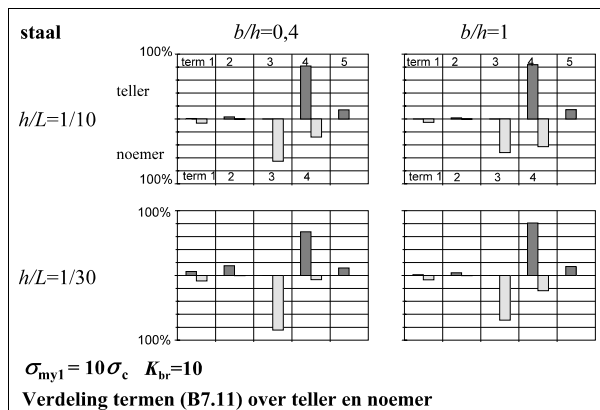 staal b/h=0,4 b/h=1
100% 100%
term 1 2 3 4 5 term 1 2 3 4 5
teller
h/L=1/10
noemer
term 1 2 3 4 term 1 2 3 4
100% 100%
100% 100%
h/L=1/30
100% 100%
σmy1 = 10σc Kbr=10
Verdeling termen (B7.11) over teller en noemer